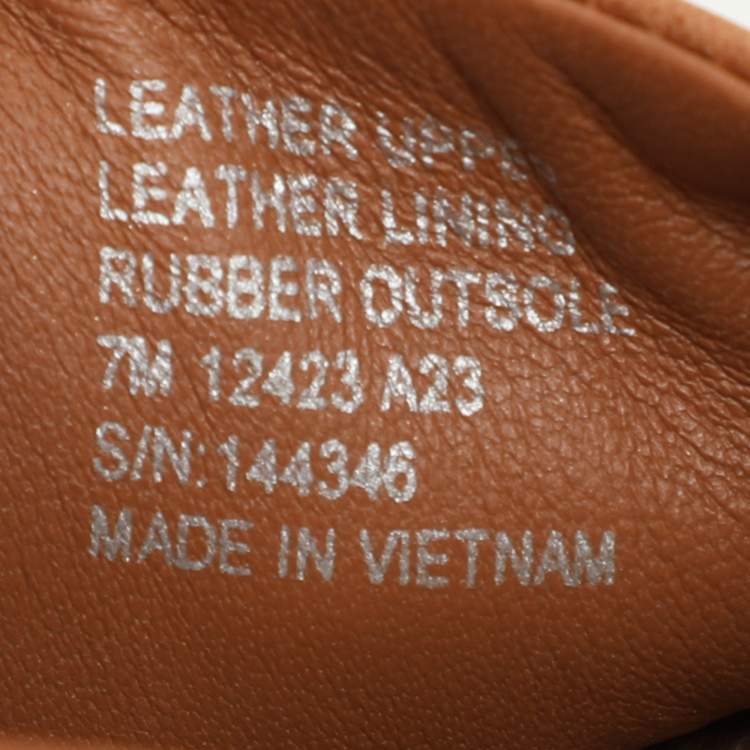 LEATHER UPPER
LEATHER LINING
RUBBER OUTSOLE
7M 12423 A23
S/N:144346
MADE IN VIETNAM